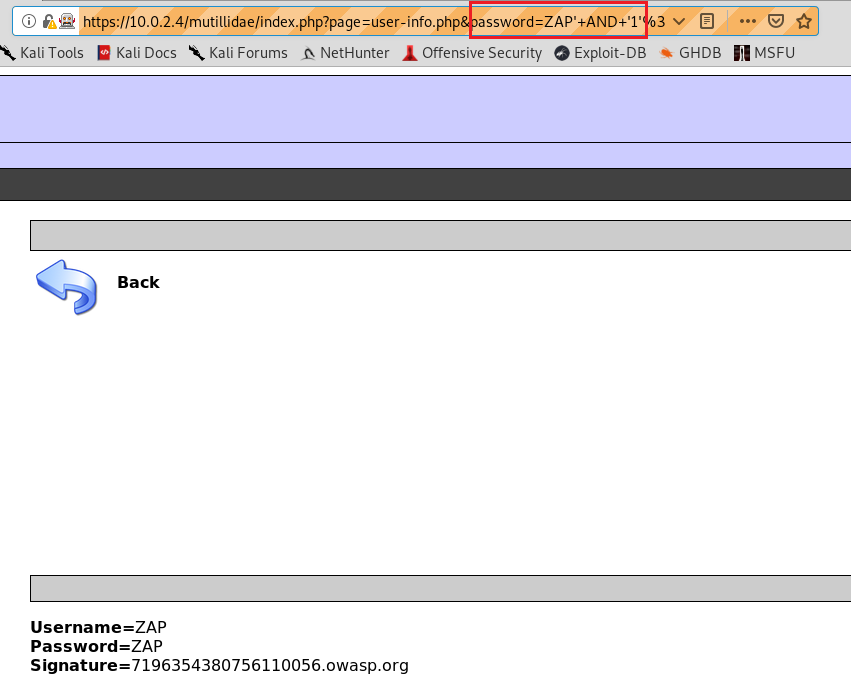 https://10.0.2.4/mutillidae/index.php?page=user-info.php&password=ZAP'+AND+'1'%3
Kali Tools Kali Docs Kali Forums NetHunter Offensive Security Exploit-DB GHDB MSFU
Back
Username=ZAP
Password=ZAP
Signature=7196354380756110056.owasp.org